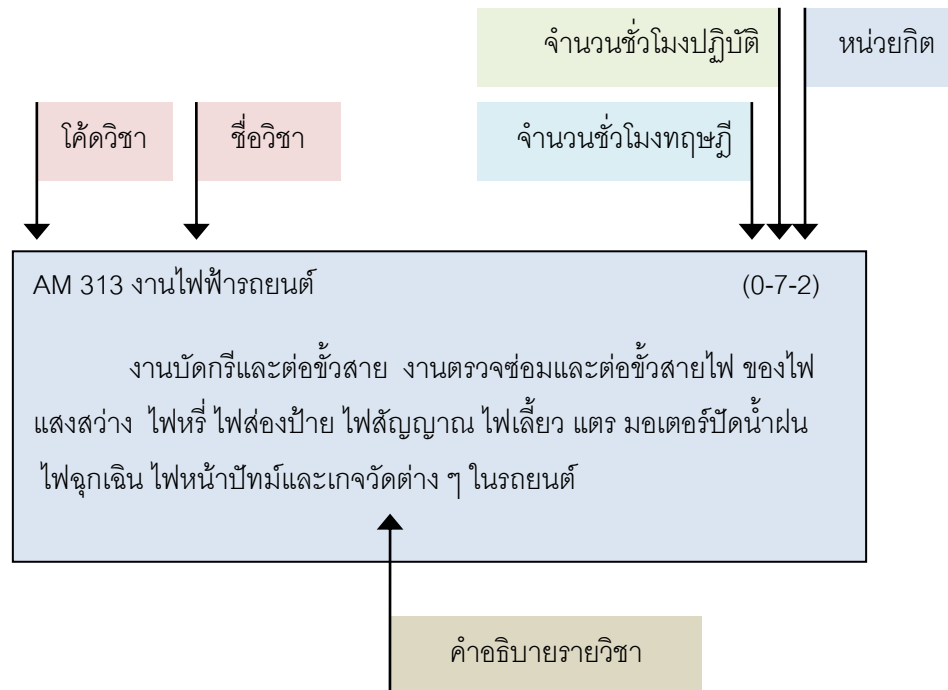 จำนวนชั่วโมงปฏิบัติ หน่วยกิต
โค้ดวิชา ชื่อวิชา จำนวนชั่วโมงทฤษฎี
AM 313 งานไฟฟ้ารถยนต์ (0-7-2)
งานบัดกรีและต่อขั้วสาย งานตรวจซ่อมและต่อขั้วสายไฟ ของไฟ
แสงสว่าง ไฟหรี่ ไฟส่องป้าย ไฟสัญญาณ ไฟเลี้ยว แตร มอเตอร์ปัดน้ำฝน
ไฟฉุกเฉิน ไฟหน้าปัทม์และเกจวัดต่าง ๆ ในรถยนต์
คำอธิบายรายวิชา